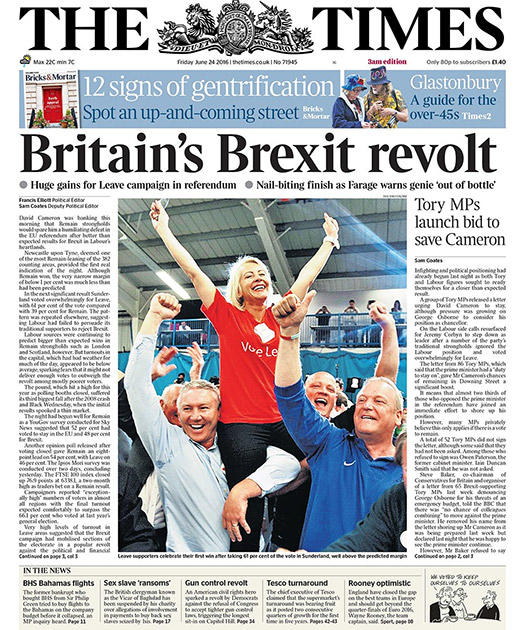 THE TIMES
Max 22C min 7C
Friday June 24 2016 | thetimes.co.uk | No 71945
3am edition
Only 80p to subscribers £1.40
Bricks&Mortar
12 signs of gentrification
Spot an up-and-coming street Bricks &Mortar
Glastonbury
A guide for the
over-45s Times2
Britain's Brexit revolt
Huge gains for Leave campaign in referendum
Nail-biting finish as Farage warns genie 'out of bottle'
Francis Elliott Political Editor
Sam Coates Deputy Political Editor
David Cameron was banking this
morning that Remain strongholds
would spare him a humiliating defeat in
the EU referendum after better than
expected results for Brexit in Labour's
heartlands.
Newcastle upon Tyne, deemed one
of the most Remain-leaning of the 382
counting areas, provided the first real
indication of the night. Although
Remain won, the very narrow margin
of below 1 per cent was much less than
had been predicted.
In the next significant result Sunder-
land voted overwhelmingly for Leave,
with 61 per cent of the vote compared
with 39 per cent for Remain. The pat-
tern was repeated elsewhere, suggest-
ing Labour had failed to persuade its
traditional supporters to reject Brexit.
Labour sources were continuing to
predict bigger than expected wins in
Remain strongholds such as London
and Scotland, however. But turnouts in
the capital, which had bad weather for
much of the day, appeared to be below
average, sparking fears that it might not
deliver enough votes to outweigh the
revolt among mostly poorer voters.
The pound, which hit a high for this
year as polling booths closed, suffered
its third biggest fall after the 2008 crash
and Black Wednesday, when the initial
results spooked a thin market.
The night had begun well for Remain
as a YouGov survey conducted for Sky
News suggested that 52 per cent had
voted to stay in the EU and 48 per cent
for Brexit.
Another opinion poll released after
voting closed gave Remain an eight-
point lead on 54 per cent, with Leave on
46 per cent. The Ipsos Mori survey was
conducted over two days, concluding
yesterday. The FTSE 100 index closed
up 76.9 points at 6338.1, a two-month
high as traders bet on a Remain result.
Campaigners reported "exception-
ally high" numbers of voters in almost
all regions with the final turnout
expected comfortably to surpass the
66.1 per cent who voted at last year's
general election.
Very high levels of turnout in
Leave areas suggested that the Brexit
campaign had mobilised sections of
the electorate in a popular revolt
against the political and financial
Continued on page 3, col 3
Vote Le
Leave supporters celebrate their first win after taking 61 per cent of the vote in Sunderland, well above the predicted margin
Tory MPs
launch bid to
save Cameron
Sam Coates
Infighting and political positioning had
already begun last night as both Tory
and Labour figures sought to ready
themselves for a closer than expected
result.
A group of Tory MPs released a letter
urging David Cameron to stay,
although pressure was growing on
George Osborne to consider his
position as chancellor.
On the Labour side calls resurfaced
for Jeremy Corbyn to step down as
leader after a number of the party's
traditional strongholds ignored the
Labour position and voted
overwhelmingly for Leave.
The letter from 86 Tory MPs, which
said that the prime minister had a "duty
to stay on", gave Mr Cameron's chances
of remaining in Downing Street a
significant boost.
It means that almost two thirds of
those who opposed the prime minister
in the referendum have joined an
immediate effort to shore up his
position.
However, many MPs privately
believe this only applies if there is a vote
to remain.
A total of 52 Tory MPs did not sign
the letter, although some said that they
had not been asked. Among those who
refused to sign was Owen Paterson, the
former cabinet minister. Iain Duncan
Smith said that he was not asked.
Steve Baker, co-chairman of
Conservatives for Britain and organiser
of a letter from 65 Brexit-supporting
Tory MPs last week denouncing
George Osborne for his threats of an
emergency budget, told the BBC that
there was "no chance of colleagues
combining" to move against the prime
minister. He removed his name from
the letter shoring up Mr Cameron as it
was being prepared last week but
declared last night that he was happy to
see the prime minister continue.
However, Mr Baker refused to say
Continued on page 2, col 3
IN THE NEWS
BHS Bahamas flights
The former bankrupt who
bought BHS from Sir Philip
Green tried to buy flights to
the Bahamas on the company
budget before it collapsed, an
MP inquiry heard. Page 11
Sex slave 'ransoms'
The British clergyman known
as the Vicar of Baghdad has
been suspended by his charity
over allegations of involvement
in payments to buy back sex
slaves seized by Isis. Page 17
Gun control revolt
An American civil rights hero
sparked a revolt by Democrats
against the refusal of Congress
to accept tighter gun control
laws, triggering the longest
sit-in on Capitol Hill. Page 34
Tesco turnaround
The chief executive of Tesco
claimed that the supermarket's
turnaround was bearing fruit
as it posted two consecutive
quarters of growth for the first
time in five years. Pages 42-43
Rooney optimistic
England have closed the gap
on the best teams in Europe
and should get beyond the
quarter-finals of Euro 2016,
Wayne Rooney, the team
captain, said. Sport, page 80
WE VOTED TO KEEP
OURSELVES TO OURSELVES